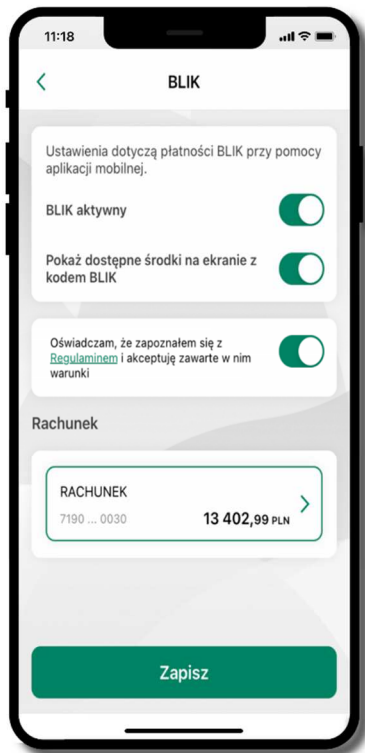 11:18
BLIK
Ustawienia dotyczą płatności BLIK przy pomocy
aplikacji mobilnej.
BLIK aktywny
Pokaż dostępne środki na ekranie z
kodem BLIK
Oświadczam, że zapoznałem się z
Regulaminem i akceptuję zawarte w nim
warunki
Rachunek
RACHUNEK
7190 ... 0030 13 402,99 PLN
Zapisz